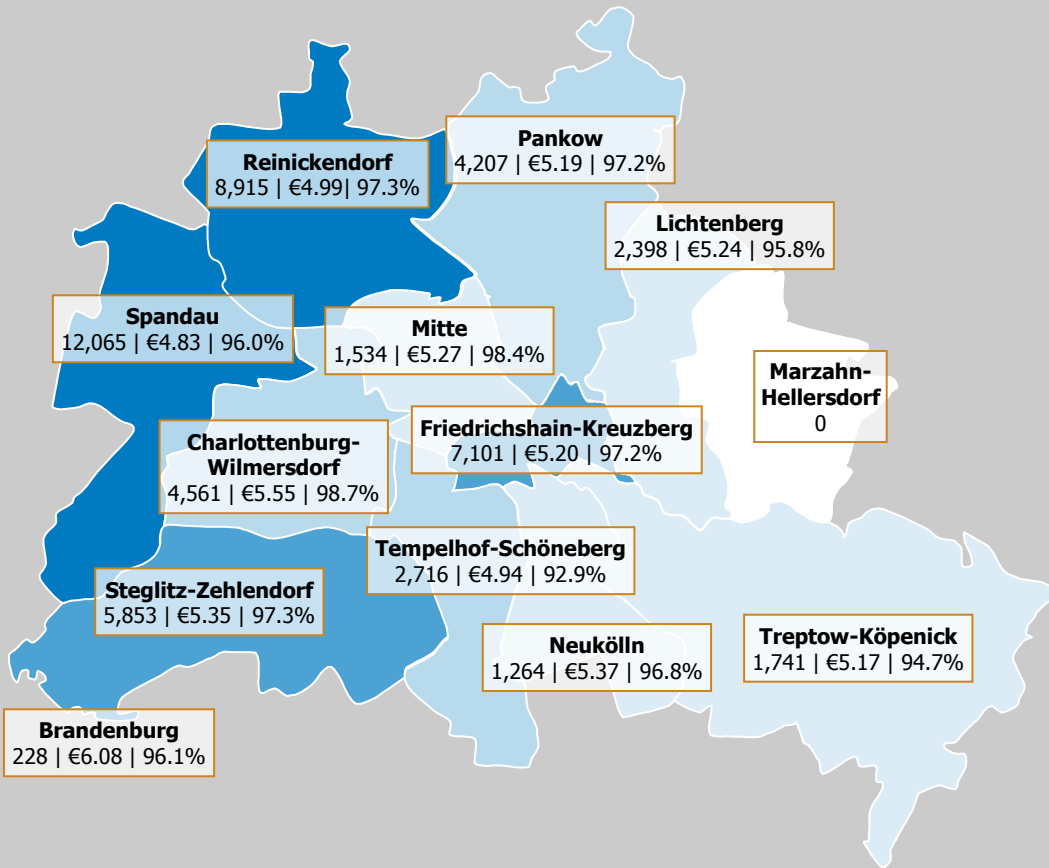 Pankow
4,207 | €5.19 | 97.2%
Reinickendorf
8,915 | €4.99| 97.3%
Lichtenberg
2,398 | €5.24 | 95.8%
Spandau
12,065 | €4.83 | 96.0%
Mitte
1,534 | €5.27 | 98.4%
Marzahn-
Hellersdorf
0
Friedrichshain-Kreuzberg
7,101 | €5.20 | 97.2%
Charlottenburg-
Wilmersdorf
4,561 | €5.55 | 98.7%
Tempelhof-Schöneberg
2,716 | €4.94 | 92.9%
Steglitz-Zehlendorf
5,853 | €5.35 | 97.3%
Neukölln
1,264 | €5.37 | 96.8%
Treptow-Köpenick
1,741 | €5.17 | 94.7%
Brandenburg
228 | €6.08 | 96.1%